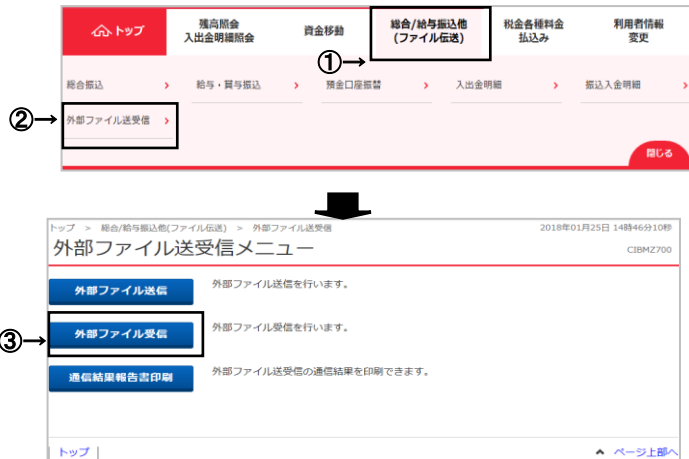 トップ
残高照会
入出金明細照会
資金移動
総合/給与振込他
(ファイル伝送)
税金各種料金
払込み
利用者情報
変更
①
総合振込 >
給与・賞与振込 >
預金口座振替 >
入出金明細 >
振込入金明細 >
②
外部ファイル送受信 >
閉じる
トップ > 総合/給与振込他(ファイル伝送) > 外部ファイル送受信
2018年01月25日 14時46分10秒
外部ファイル送受信メニュー
CIBMZ700
外部ファイル送信
外部ファイル送信を行います。
③
外部ファイル受信
外部ファイル受信を行います。
通信結果報告書印刷
外部ファイル送受信の通信結果を印刷できます。
| トップ |
ページ上部へ